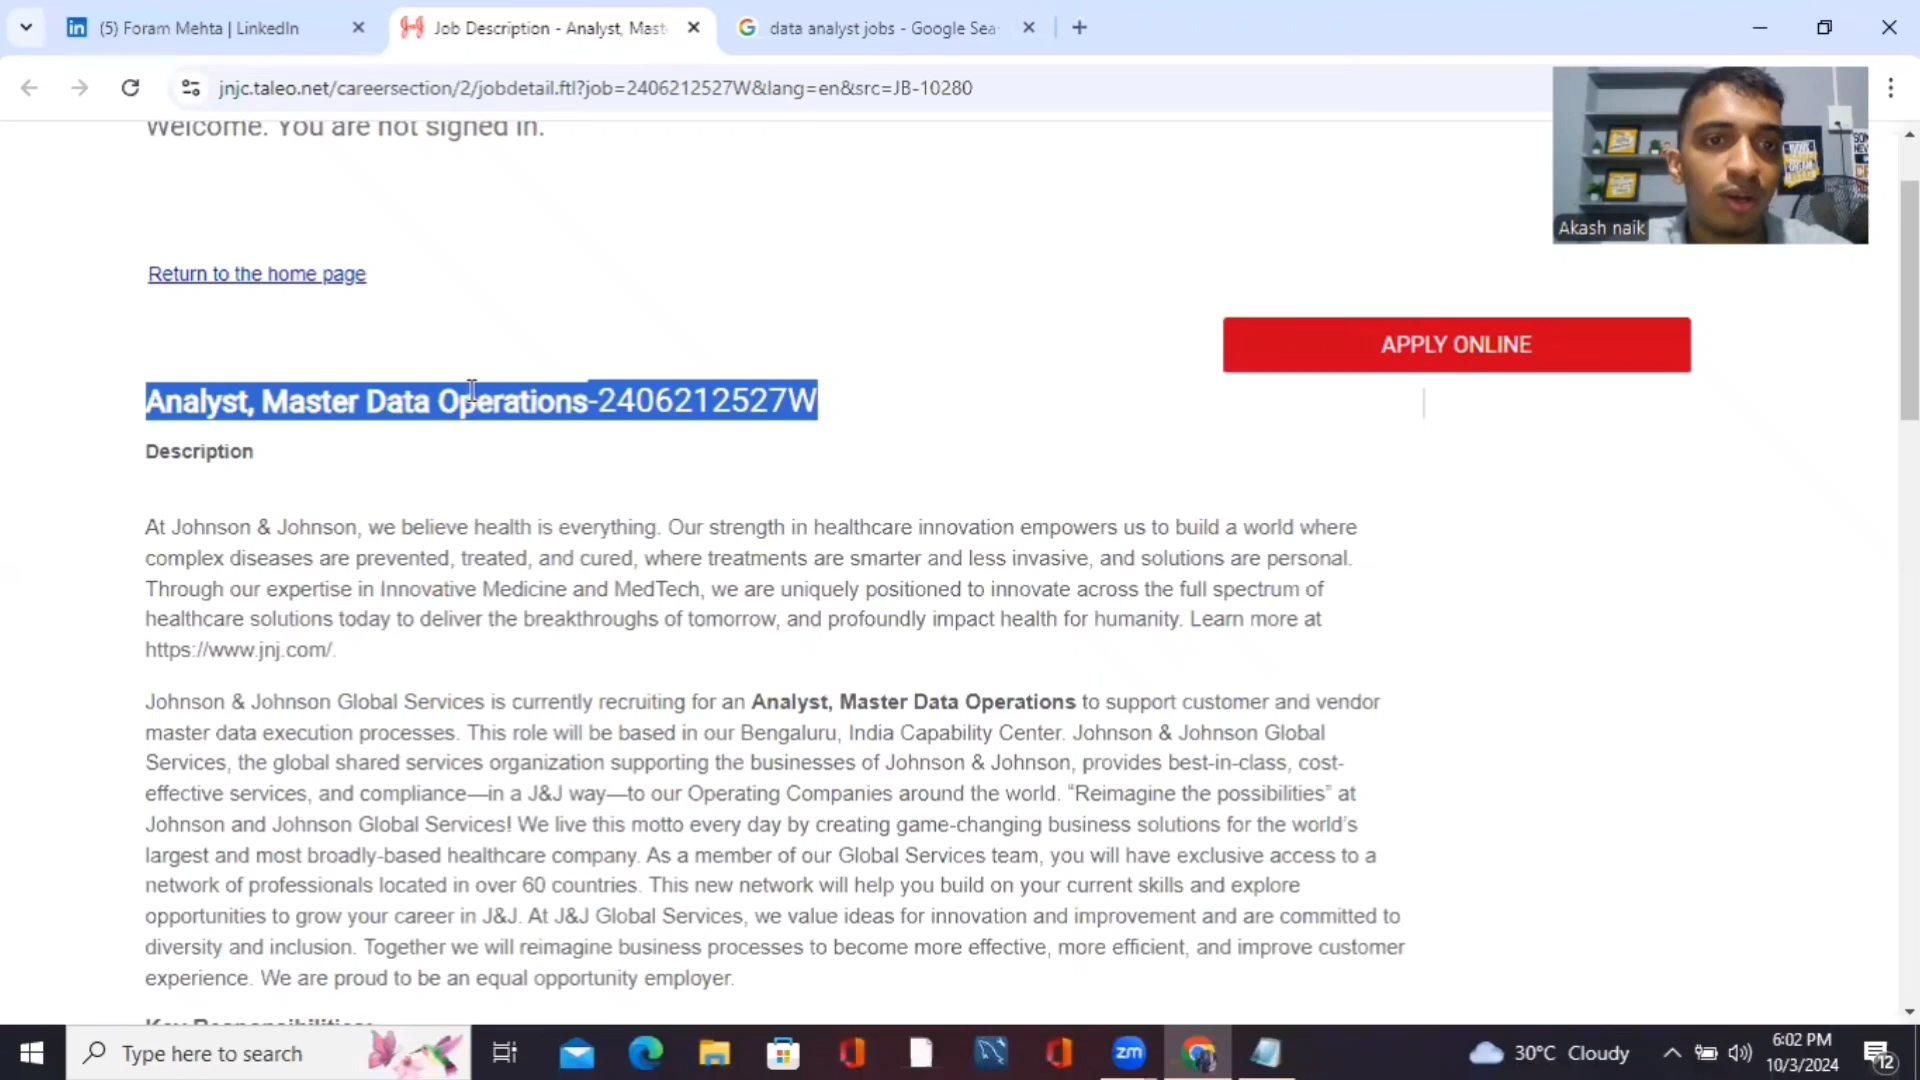 (5) Foram Mehta | LinkedIn
Job Description - Analyst, Mast
data analyst jobs - Google Sea
jnjc.taleo.net/careersection/2/jobdetail.ftl?job=2406212527W&lang=en&src=JB-10280
Welcome. You are not signed in.
Akash naik
Return to the home page
APPLY ONLINE
Analyst, Master Data Operations-2406212527W
Description
At Johnson & Johnson, we believe health is everything. Our strength in healthcare innovation empowers us to build a world where
complex diseases are prevented, treated, and cured, where treatments are smarter and less invasive, and solutions are personal.
Through our expertise in Innovative Medicine and MedTech, we are uniquely positioned to innovate across the full spectrum of
healthcare solutions today to deliver the breakthroughs of tomorrow, and profoundly impact health for humanity. Learn more at
https://www.jnj.com/.
Johnson & Johnson Global Services is currently recruiting for an Analyst, Master Data Operations to support customer and vendor
master data execution processes. This role will be based in our Bengaluru, India Capability Center. Johnson & Johnson Global
Services, the global shared services organization supporting the businesses of Johnson & Johnson, provides best-in-class, cost-
effective services, and compliance—in a J&J way—to our Operating Companies around the world. “Reimagine the possibilities” at
Johnson and Johnson Global Services! We live this motto every day by creating game-changing business solutions for the world’s
largest and most broadly-based healthcare company. As a member of our Global Services team, you will have exclusive access to a
network of professionals located in over 60 countries. This new network will help you build on your current skills and explore
opportunities to grow your career in J&J. At J&J Global Services, we value ideas for innovation and improvement and are committed to
diversity and inclusion. Together we will reimagine business processes to become more effective, more efficient, and improve customer
experience. We are proud to be an equal opportunity employer.
Key Responsibilities:
Type here to search
zm
30°C Cloudy
6:02 PM
10/3/2024
12